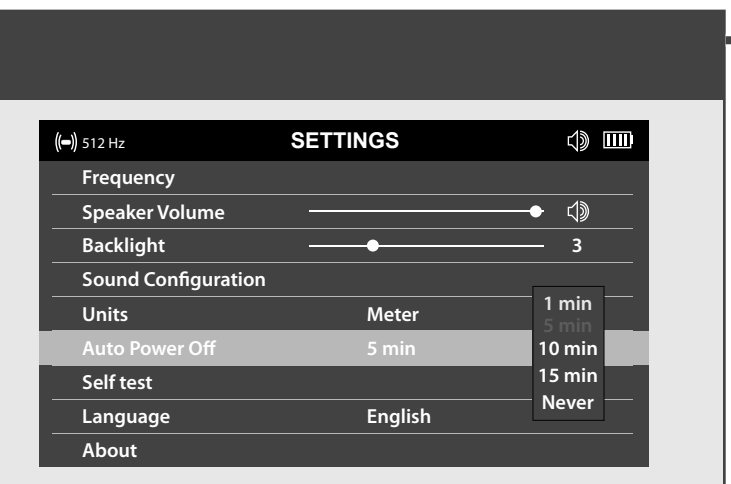 512 Hz SETTINGS
Frequency
Speaker Volume
Backlight 3
Sound Configuration
Units Meter
Auto Power Off 5 min
Self test
Language English
About
1 min
5 min
10 min
15 min
Never